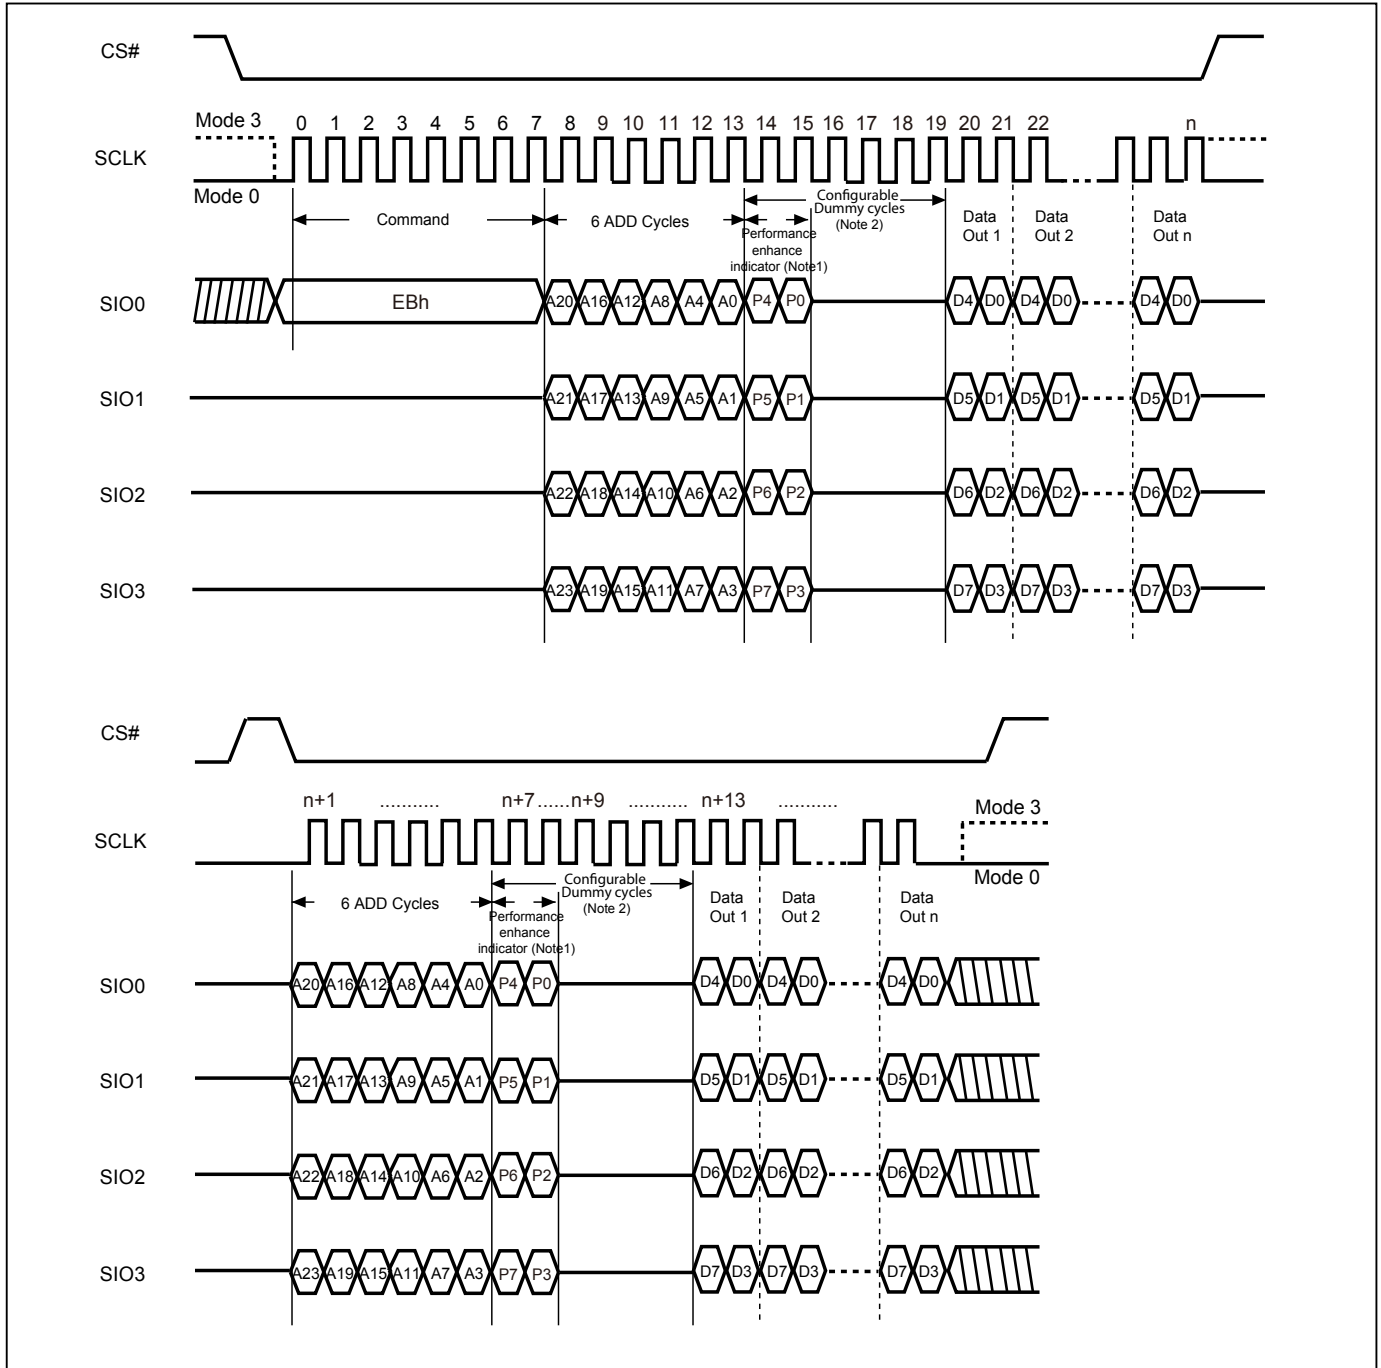 CS#
Mode 3
0 1 2 3 4 5 6 7 8 9 10 11 12 13 14 15 16 17 18 19 20 21 22 n
SCLK
Mode 0
Command
6 ADD Cycles
Configurable
Dummy cycles
(Note 2)
Performance
enhance
indicator (Note1)
Data
Out 1
Data
Out 2
Data
Out n
SIO0 EBh A20 A16 A12 A8 A4 A0 P4 P0 D4 D0 D4 D0 D4 D0
SIO1 A21 A17 A13 A9 A5 A1 P5 P1 D5 D1 D5 D1 D5 D1
SIO2 A22 A18 A14 A10 A6 A2 P6 P2 D6 D2 D6 D2 D6 D2
SIO3 A23 A19 A15 A11 A7 A3 P7 P3 D7 D3 D7 D3 D7 D3
CS#
n+1 ........... n+7 ...... n+9 ........... n+13 ...........
Mode 3
SCLK
Mode 0
6 ADD Cycles
Configurable
Dummy cycles
(Note 2)
Performance
enhance
indicator (Note1)
Data
Out 1
Data
Out 2
Data
Out n
SIO0 A20 A16 A12 A8 A4 A0 P4 P0 D4 D0 D4 D0 D4 D0
SIO1 A21 A17 A13 A9 A5 A1 P5 P1 D5 D1 D5 D1 D5 D1
SIO2 A22 A18 A14 A10 A6 A2 P6 P2 D6 D2 D6 D2 D6 D2
SIO3 A23 A19 A15 A11 A7 A3 P7 P3 D7 D3 D7 D3 D7 D3